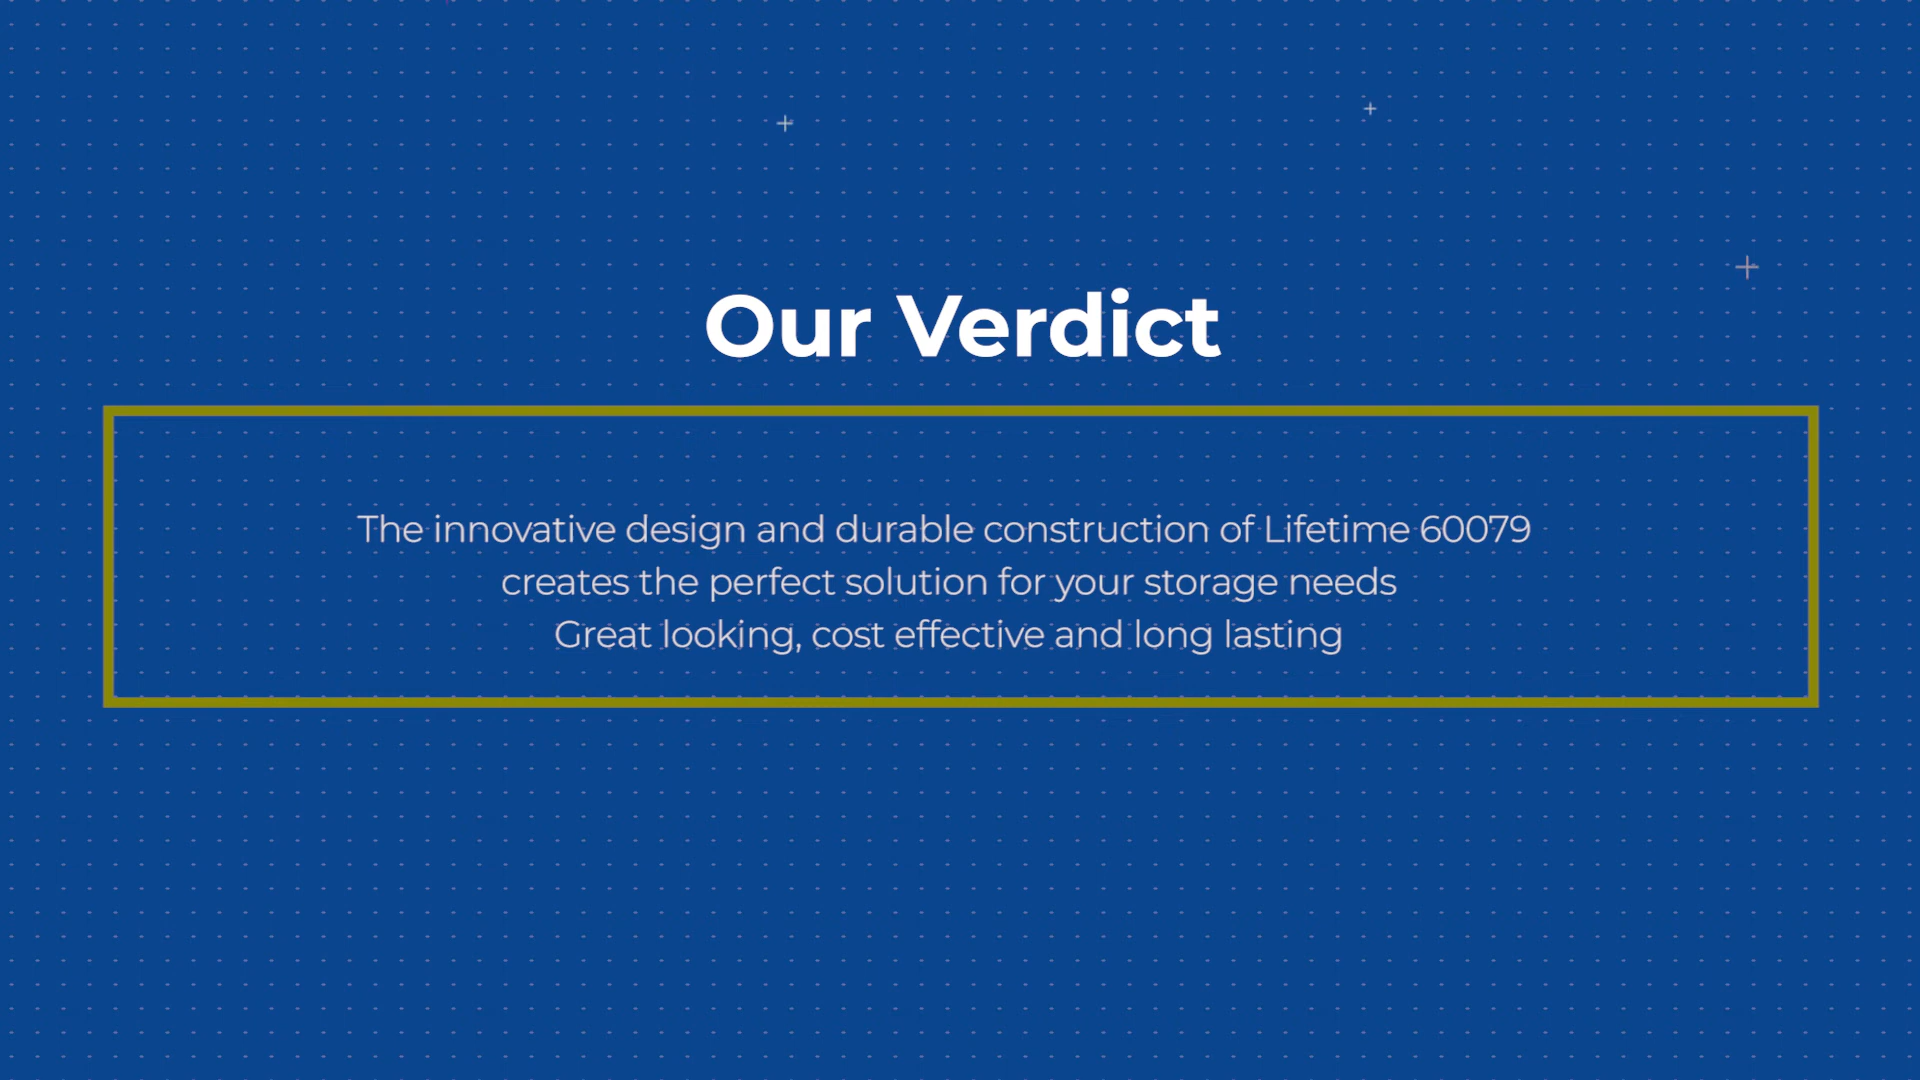 Our Verdict
The innovative design and durable construction of Lifetime 60079
creates the perfect solution for your storage needs
Great looking, cost effective and long lasting